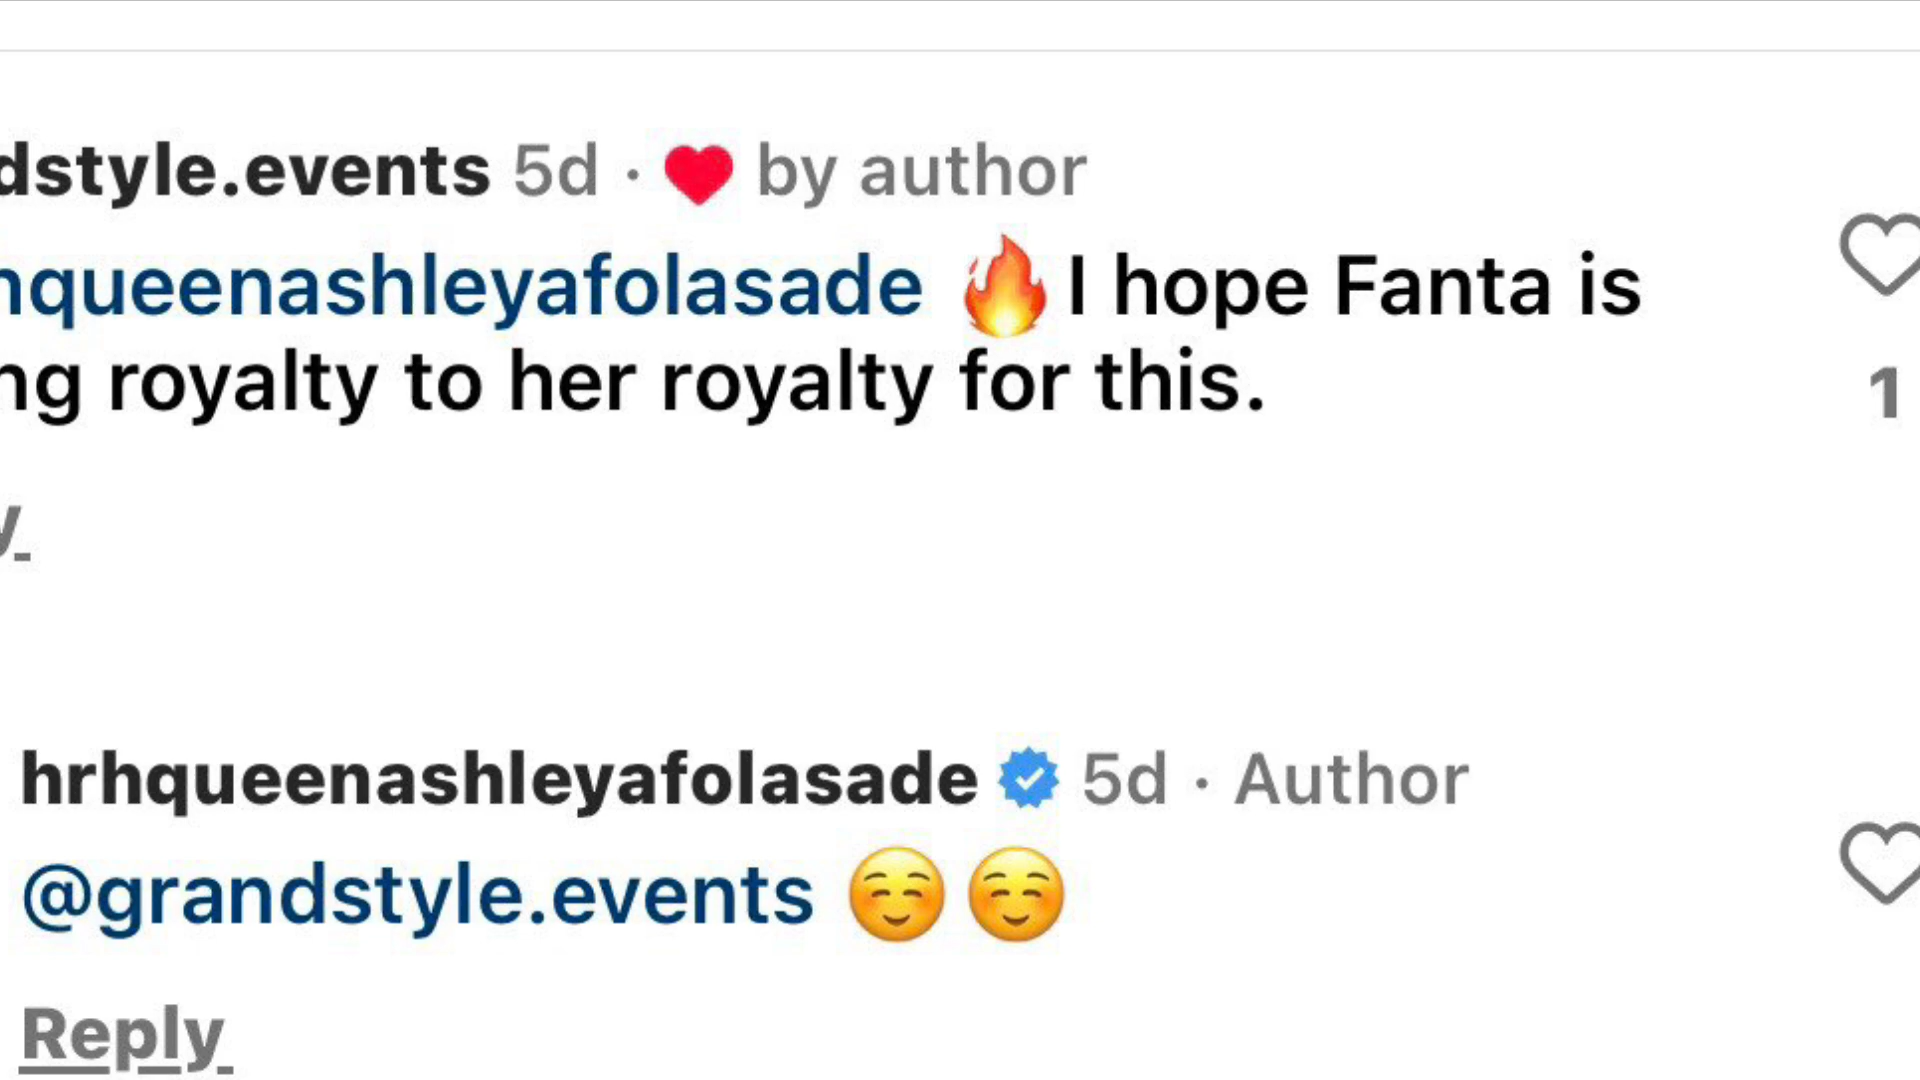 dstyle.events 5d · ❤️ by author
hqueenashleyafolasade 🔥 I hope Fanta is
ng royalty to her royalty for this.
1
y
hrhqueenashleyafolasade 5d · Author
@grandstyle.events ☺️☺️
Reply